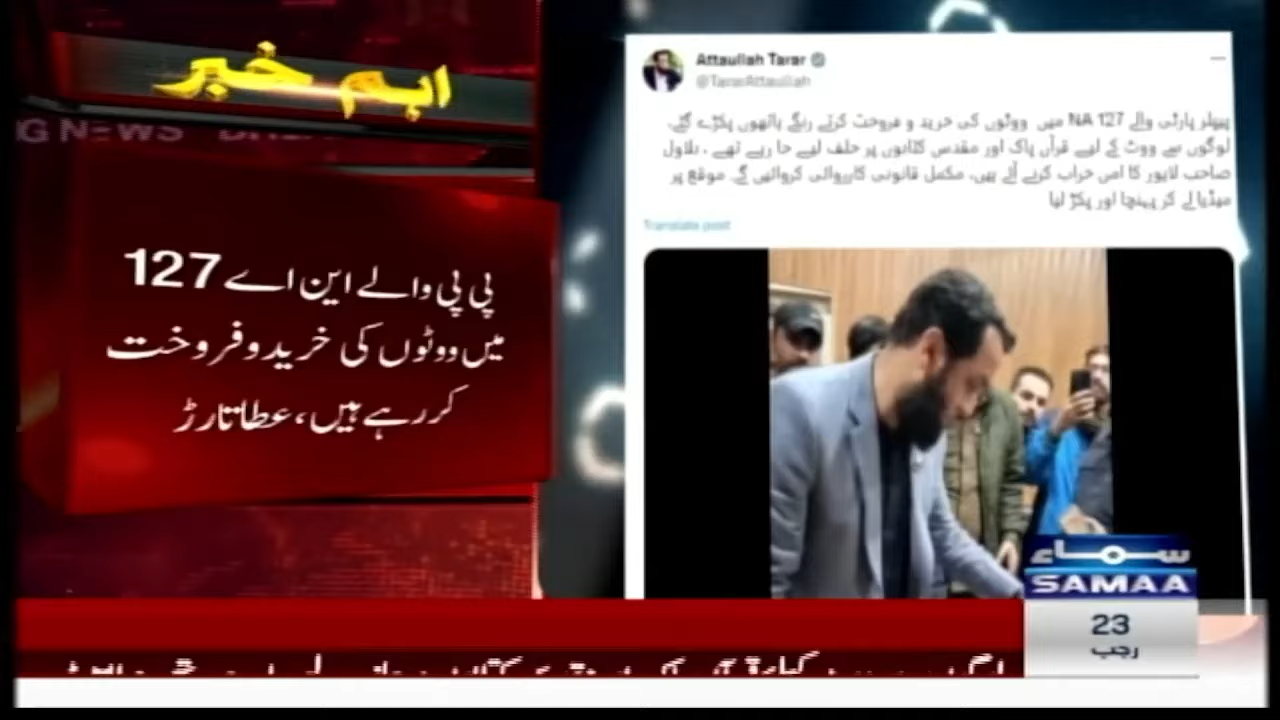 اہم خبر
پی پی والے این اے 127
میں ووٹوں کی خرید و فروخت
کر رہے ہیں، عطا تارڑ
Attaullah Tarar
@TararAttaullah
پیپلز پارٹی والے NA 127 میں ووٹوں کی خرید و فروخت کرتے رنگے ہاتھوں پکڑے گئے۔
لوگوں سے ووٹ کے لیے قرآن پاک اور مقدس کتابوں پر حلف لیے جا رہے تھے ، بلاول
صاحب لاہور کا امن خراب کرنے آئے ہیں، مکمل قانونی کارروائی کروائیں گے۔ موقع پر
میڈیا لے کر پہنچا اور پکڑ لیا
Translate post
سماء
SAMAA
23
رجب